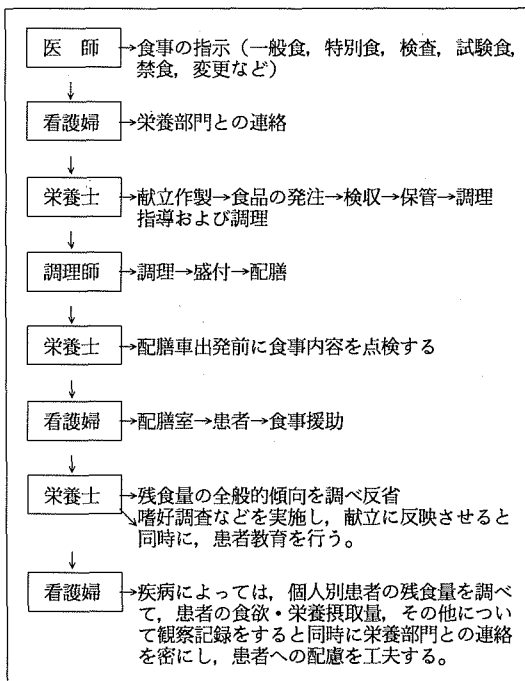 医 師 →食事の指示（一般食，特別食，検査，試験食，
禁食，変更など）
↓
看護婦 →栄養部門との連絡
↓
栄養士 →献立作製→食品の発注→検収→保管→調理
指導および調理
↓
調理師 →調理→盛付→配膳
↓
栄養士 →配膳車出発前に食事内容を点検する
↓
看護婦 →配膳室→患者→食事援助
↓
栄養士 →残食量の全般的傾向を調べ反省
嗜好調査などを実施し，献立に反映させると
同時に，患者教育を行う。
↓
看護婦 →疾病によっては，個人別患者の残食量を調べ
て，患者の食欲・栄養摂取量，その他につい
て観察記録をすると同時に栄養部門との連絡
を密にし，患者への配慮を工夫する。